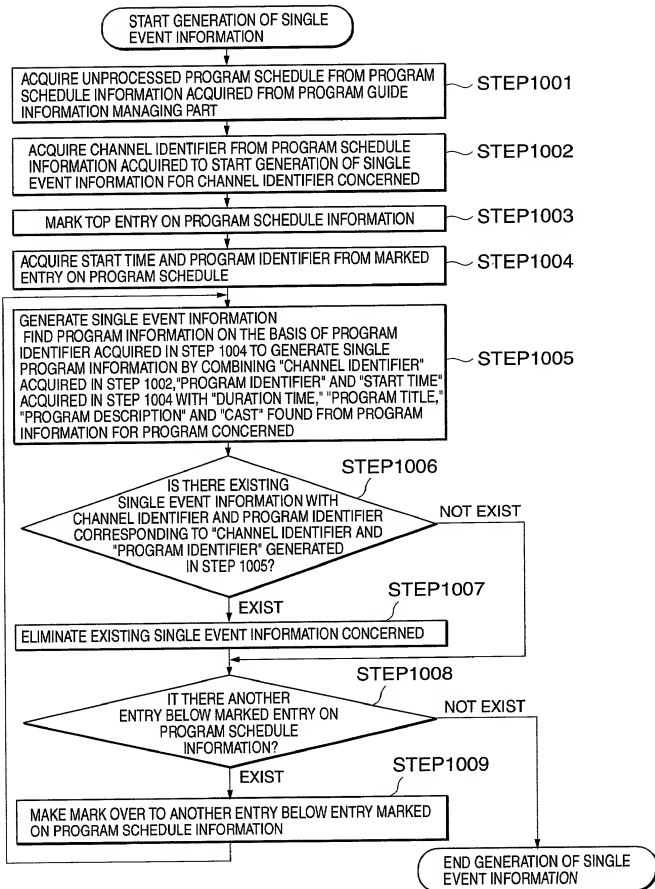 START GENERATION OF SINGLE
EVENT INFORMATION
ACQUIRE UNPROCESSED PROGRAM SCHEDULE FROM PROGRAM
SCHEDULE INFORMATION ACQUIRED FROM PROGRAM GUIDE
INFORMATION MANAGING PART
STEP1001
ACQUIRE CHANNEL IDENTIFIER FROM PROGRAM SCHEDULE
INFORMATION ACQUIRED TO START GENERATION OF SINGLE
EVENT INFORMATION FOR CHANNEL IDENTIFIER CONCERNED
STEP1002
MARK TOP ENTRY ON PROGRAM SCHEDULE INFORMATION
STEP1003
ACQUIRE START TIME AND PROGRAM IDENTIFIER FROM MARKED
ENTRY ON PROGRAM SCHEDULE
STEP1004
GENERATE SINGLE EVENT INFORMATION
FIND PROGRAM INFORMATION ON THE BASIS OF PROGRAM
IDENTIFIER ACQUIRED IN STEP 1004 TO GENERATE SINGLE
PROGRAM INFORMATION BY COMBINING "CHANNEL IDENTIFIER"
ACQUIRED IN STEP 1002,"PROGRAM IDENTIFIER" AND "START TIME"
ACQUIRED IN STEP 1004 WITH "DURATION TIME," "PROGRAM TITLE,"
"PROGRAM DESCRIPTION" AND "CAST" FOUND FROM PROGRAM
INFORMATION FOR PROGRAM CONCERNED
STEP1005
STEP1006
IS THERE EXISTING
SINGLE EVENT INFORMATION WITH
CHANNEL IDENTIFIER AND PROGRAM IDENTIFIER
CORRESPONDING TO "CHANNEL IDENTIFIER AND
"PROGRAM IDENTIFIER" GENERATED
IN STEP 1005?
NOT EXIST
EXIST
STEP1007
ELIMINATE EXISTING SINGLE EVENT INFORMATION CONCERNED
STEP1008
IT THERE ANOTHER
ENTRY BELOW MARKED ENTRY ON
PROGRAM SCHEDULE
INFORMATION?
NOT EXIST
EXIST
STEP1009
MAKE MARK OVER TO ANOTHER ENTRY BELOW ENTRY MARKED
ON PROGRAM SCHEDULE INFORMATION
END GENERATION OF SINGLE
EVENT INFORMATION